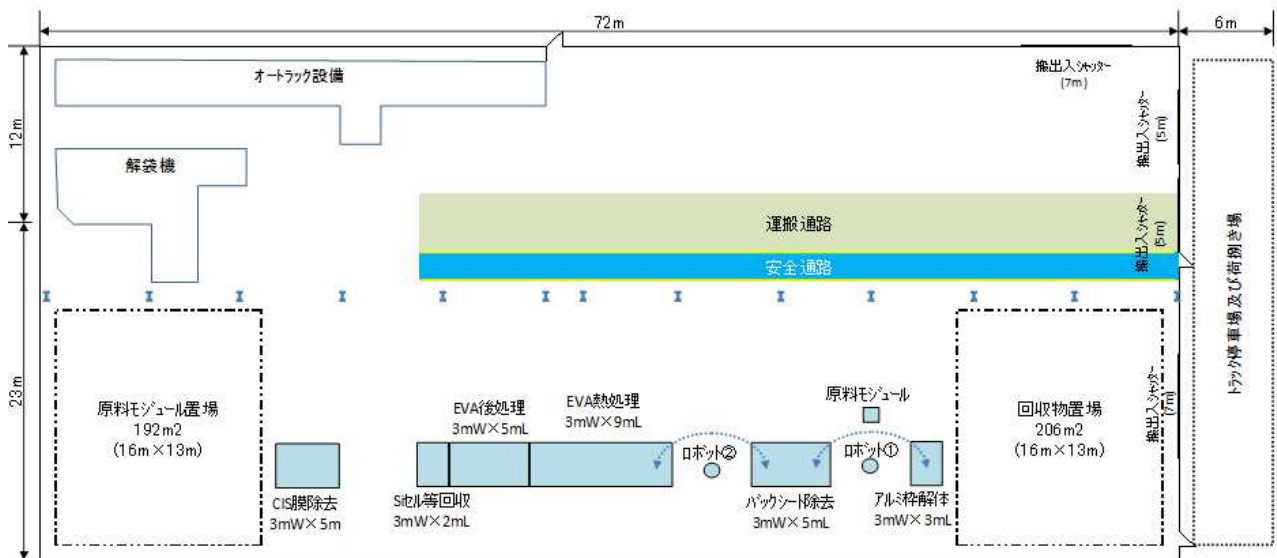 72m
6m
オートラック設備
搬出入シャッター
(7m)
搬出入シャッター
(5m)
12m
解袋機
運搬通路
搬出入シャッター
(5m)
安全通路
トラック停車場及び荷捌き場
23m
原料モジュール置場
192m2
(16m×13m)
EVA後処理
3mW×5mL
EVA熱処理
3mW×9mL
原料モジュール
回収物置場
206m2
(16m×13m)
搬出入シャッター
(7m)
ロボット②
ロボット①
CIS膜除去
3mW×5m
Siセル等回収
3mW×2mL
バックシート除去
3mW×5mL
アルミ枠解体
3mW×3mL